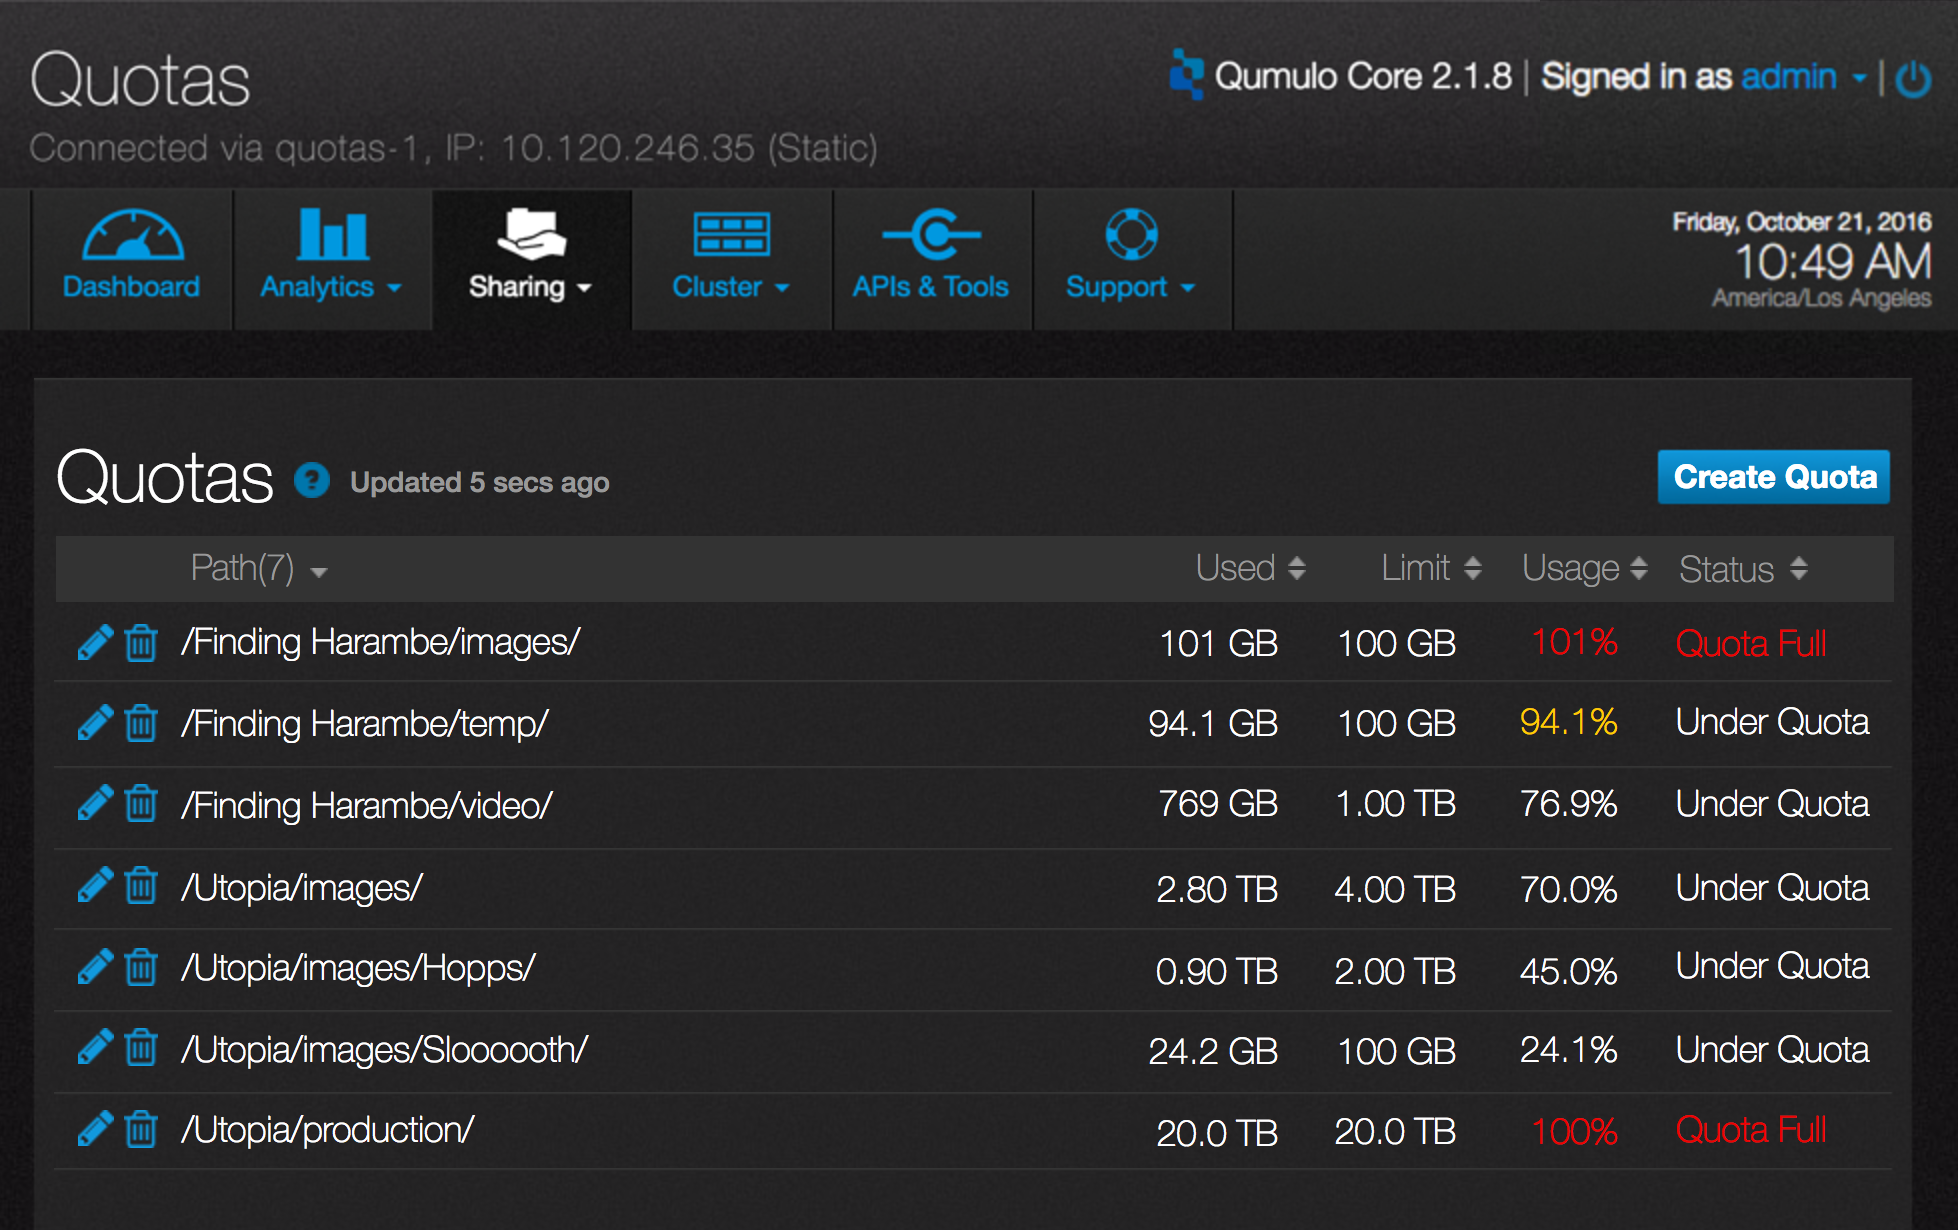 Quotas
Qumulo Core 2.1.8 | Signed in as admin
Connected via quotas-1, IP: 10.120.246.35 (Static)
Dashboard Analytics Sharing Cluster APIs & Tools Support
Friday, October 21, 2016
10:49 AM
America/Los Angeles
Quotas ? Updated 5 secs ago Create Quota
Path(7) Used Limit Usage Status
/Finding Harambe/images/ 101 GB 100 GB 101% Quota Full
/Finding Harambe/temp/ 94.1 GB 100 GB 94.1% Under Quota
/Finding Harambe/video/ 769 GB 1.00 TB 76.9% Under Quota
/Utopia/images/ 2.80 TB 4.00 TB 70.0% Under Quota
/Utopia/images/Hopps/ 0.90 TB 2.00 TB 45.0% Under Quota
/Utopia/images/Sloooooth/ 24.2 GB 100 GB 24.1% Under Quota
/Utopia/production/ 20.0 TB 20.0 TB 100% Quota Full